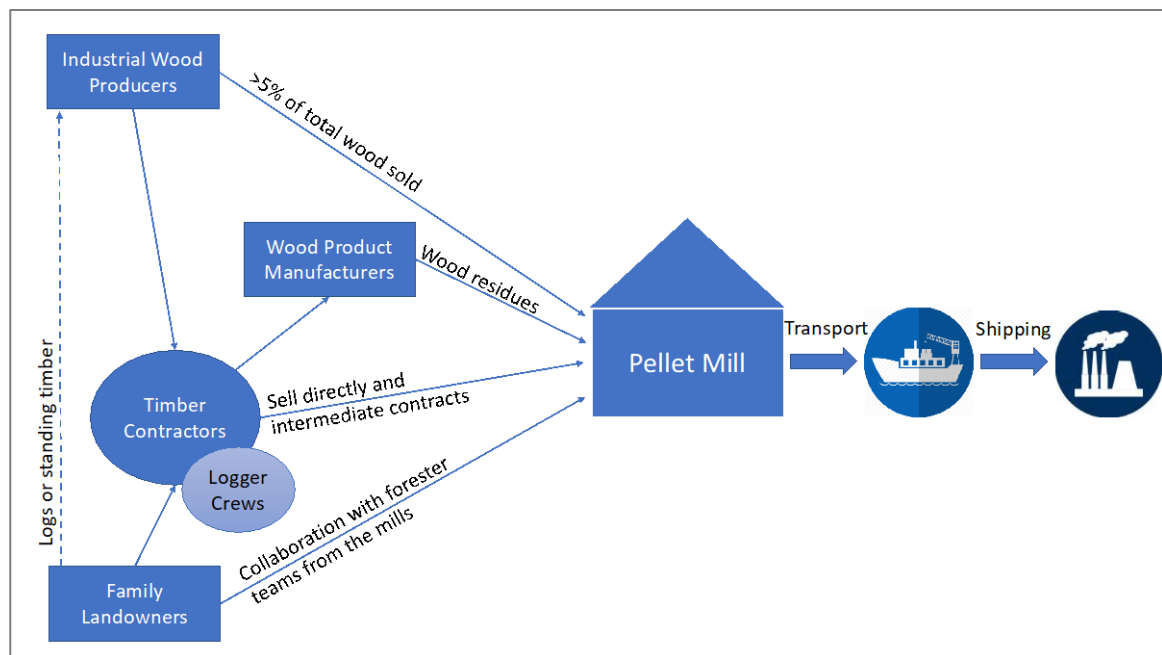 Industrial Wood
Producers
>5% of total wood sold
Wood Product
Manufacturers
Wood residues
Transport
Shipping
Pellet Mill
Timber
Contractors
Sell directly and
intermediate contracts
Logger
Crews
Logs or standing timber
Collaboration with forester
teams from the mills
Family
Landowners